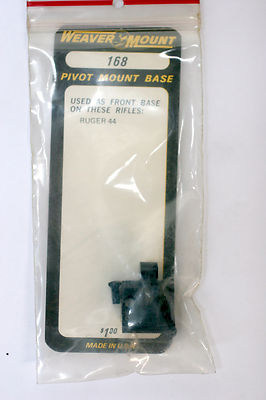 WEAVER MOUNT
168
PIVOT MOUNT BASE
USED AS FRONT BASE
ON THESE RIFLES:
RUGER 44
$1.00
MADE IN U.S.A.